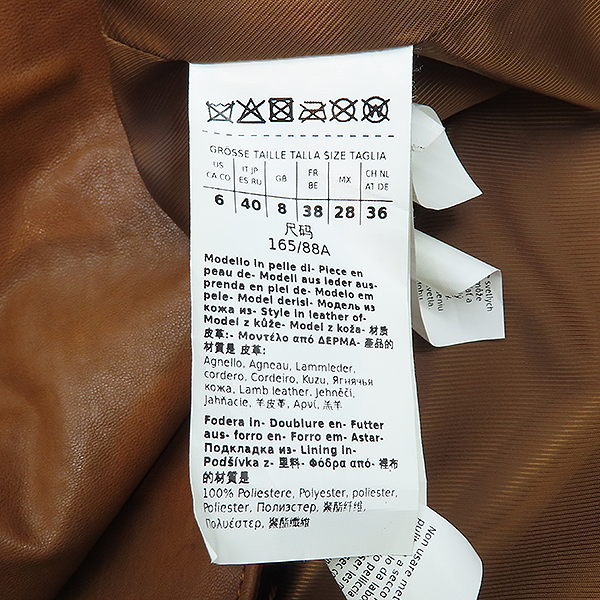 GRÖSSE TAILLE TALLA SIZE TAGLIA
US CA CO
IT JP ES RU
GB
FR BE
MX
CH NL AT DE
6 40 8 38 28 36
尺码
165/88A
Modello in pelle di- Piece en
peau de- Modell aus leder aus-
prenda en piel de- Modelo em
pele- Model derisi- Модель из
кожа из- Style in leather of-
Model z kůže- Model z koža- 材质
皮革:- Μοντέλο από ΔΕΡΜΑ- 產品的
材質是 皮革:
Agnello, Agneau, Lammleder,
cordero, Cordeiro, Kuzu, Ягнячья
кожа, Lamb leather, Jehněčí,
Jahňacie, 羊皮革, Αρνί, 羔羊
Fodera in- Doublure en- Futter
aus- forro en- Forro em- Astar-
Подкладка из- Lining in-
Podšívka z- 里料- Φόδρα από- 裡布
的材質是
100% Poliestere, Polyester, poliester,
Poliester, Полиэстер, 聚酯纤维,
Πολυέστερ, 聚酯纖維
svetlých
Non usare